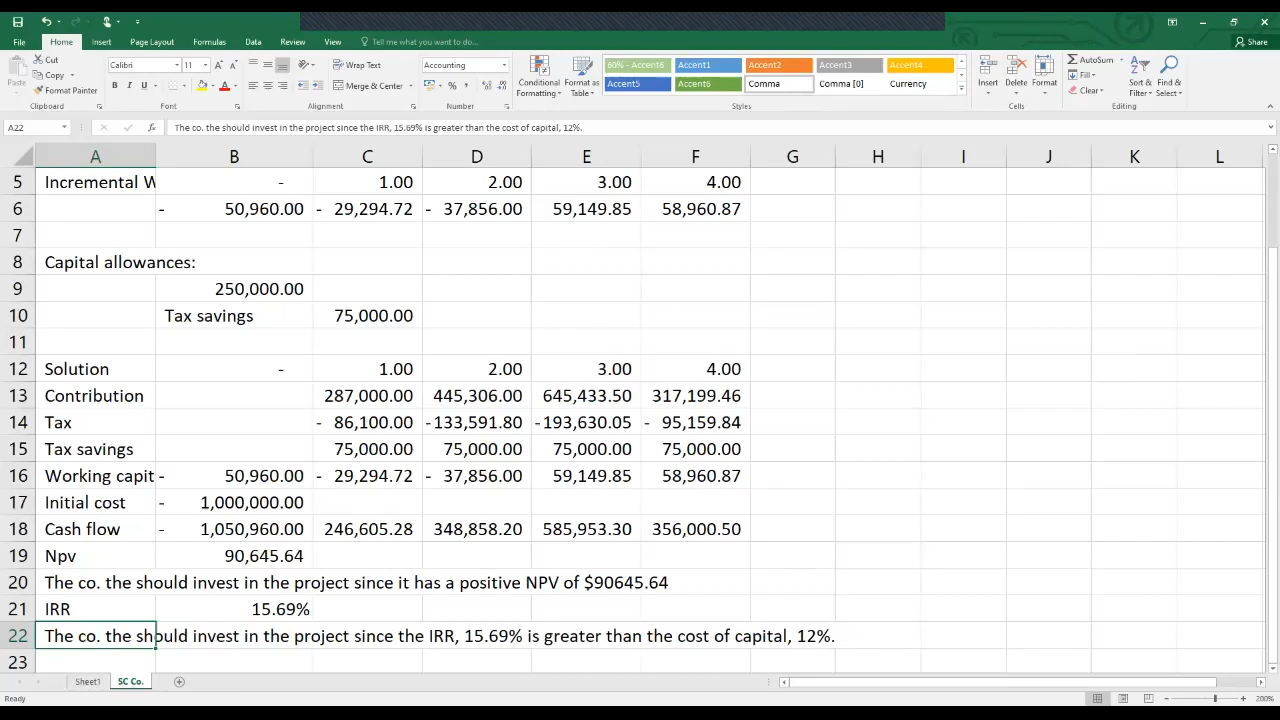 File Home Insert Page Layout Formulas Data Review View Tell me what you want to do... Share
Cut Calibri 11 Wrap Text Accounting 60% - Accent6 Accent1 Accent2 Accent3 Accent4 AutoSum
Copy Fill
Paste Format Painter B I U Merge & Center % Conditional Formatting Format as Table Accent5 Accent6 Comma Comma [0] Currency Insert Delete Format Clear Sort & Filter Find & Select
Clipboard Font Alignment Number Styles Cells Editing
A22 fx The co. the should invest in the project since the IRR, 15.69% is greater than the cost of capital, 12%.
A B C D E F G H I J K L
5 Incremental W - 1.00 2.00 3.00 4.00
6 - 50,960.00 - 29,294.72 - 37,856.00 59,149.85 58,960.87
7
8 Capital allowances:
9 250,000.00
10 Tax savings 75,000.00
11
12 Solution - 1.00 2.00 3.00 4.00
13 Contribution 287,000.00 445,306.00 645,433.50 317,199.46
14 Tax - 86,100.00 -133,591.80 -193,630.05 - 95,159.84
15 Tax savings 75,000.00 75,000.00 75,000.00 75,000.00
16 Working capit - 50,960.00 - 29,294.72 - 37,856.00 59,149.85 58,960.87
17 Initial cost - 1,000,000.00
18 Cash flow - 1,050,960.00 246,605.28 348,858.20 585,953.30 356,000.50
19 Npv 90,645.64
20 The co. the should invest in the project since it has a positive NPV of $90645.64
21 IRR 15.69%
22 The co. the should invest in the project since the IRR, 15.69% is greater than the cost of capital, 12%.
23
Sheet1 SC Co.
Ready 200%